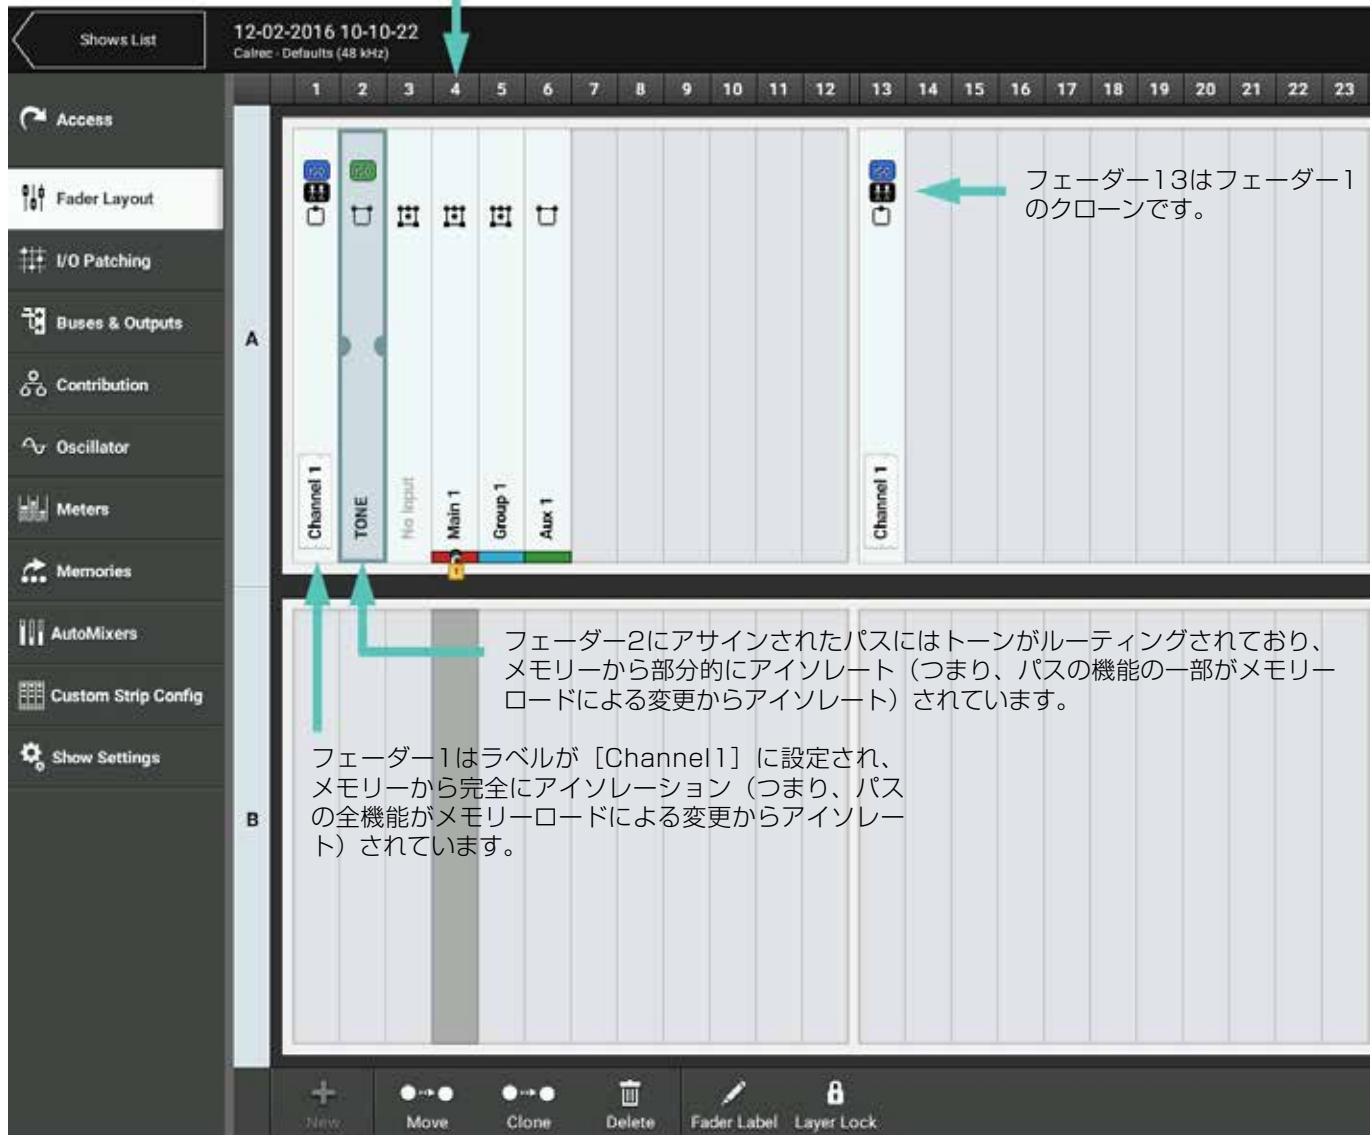 Shows List
12-02-2016 10-10-22
Calrec - Defaults (48 kHz)
1 2 3 4 5 6 7 8 9 10 11 12 13 14 15 16 17 18 19 20 21 22 23
Access
Fader Layout
I/O Patching
Buses & Outputs
Contribution
Oscillator
Meters
Memories
AutoMixers
Custom Strip Config
Show Settings
A
フェーダー13はフェーダー1
のクローンです。
Channel 1
TONE
No Input
Main 1
Group 1
Aux 1
Channel 1
1
B
フェーダー2にアサインされたパスにはトーンがルーティングされており、
メモリーから部分的にアイソレート（つまり、パスの機能の一部がメモリー
ロードによる変更からアイソレート）されています。
フェーダー1はラベルが［Channel1］に設定され、
メモリーから完全にアイソレーション（つまり、パス
の全機能がメモリーロードによる変更からアイソレー
ト）されています。
New
Move
Clone
Delete
Fader Label
Layer Lock